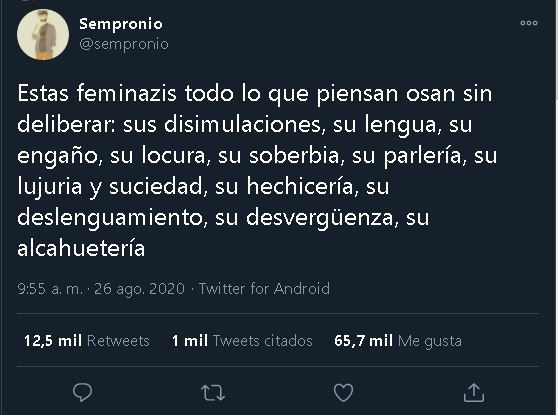 Sempronio
@sempronio
Estas feminazis todo lo que piensan osan sin
deliberar: sus disimulaciones, su lengua, su
engaño, su locura, su soberbia, su parlería, su
lujuria y suciedad, su hechicería, su
deslenguamiento, su desvergüenza, su
alcahuetería
9:55 a. m. · 26 ago. 2020 · Twitter for Android
12,5 mil Retweets 1 mil Tweets citados 65,7 mil Me gusta